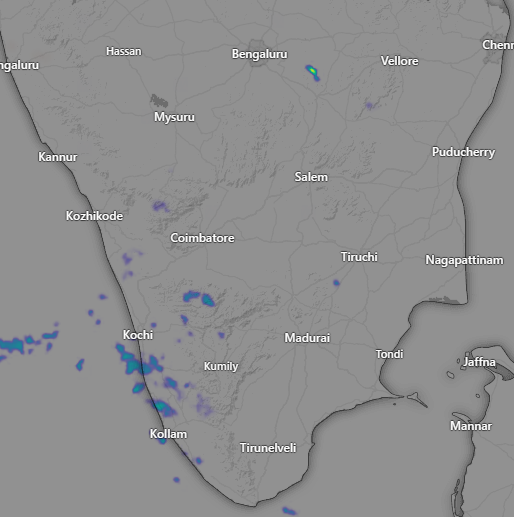 Hassan
Bengaluru
Chenn
ngaluru
Vellore
Mysuru
Kannur
Puducherry
Salem
Kozhikode
Coimbatore
Tiruchi
Nagapattinam
Kochi
Madurai
Tondi
Kumily
Jaffna
Mannar
Kollam
Tirunelveli